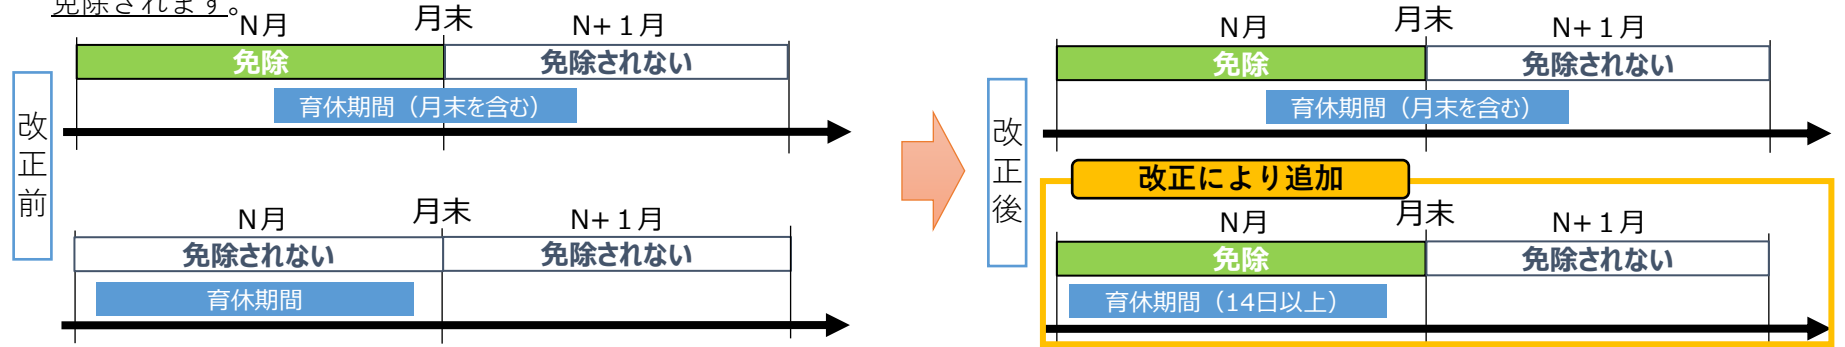 免除されます。
改正前
N月 月末 N+１月
免除 免除されない
育休期間（月末を含む）
N月 月末 N+１月
免除されない 免除されない
育休期間
改正後
N月 月末 N+１月
免除 免除されない
育休期間（月末を含む）
改正により追加
N月 月末 N+１月
免除 免除されない
育休期間（14日以上）